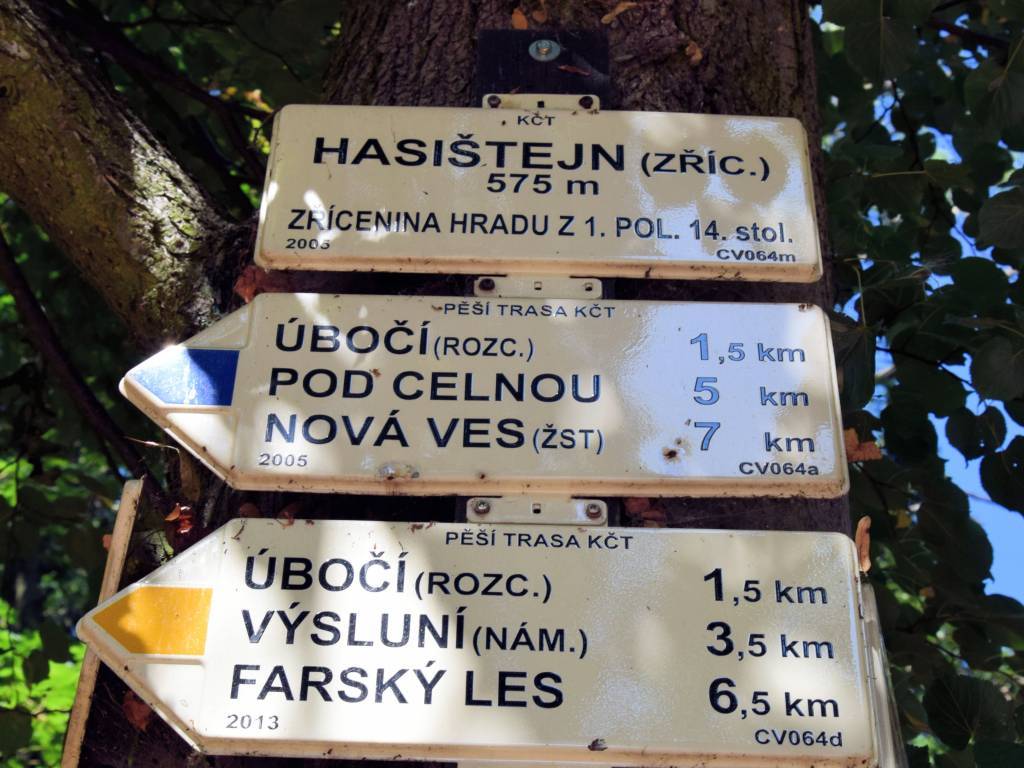 KČT
HASIŠTEJN (ZŘÍC.)
575 m
ZŘÍCENINA HRADU Z 1. POL. 14. stol.
2005 CV064m
PĚŠÍ TRASA KČT
ÚBOČÍ (ROZC.) 1,5 km
POD CELNOU 5 km
NOVÁ VES (ŽST) 7 km
2005 CV064a
PĚŠÍ TRASA KČT
ÚBOČÍ (ROZC.) 1,5 km
VÝSLUNÍ (NÁM.) 3,5 km
FARSKÝ LES 6,5 km
2013 CV064d